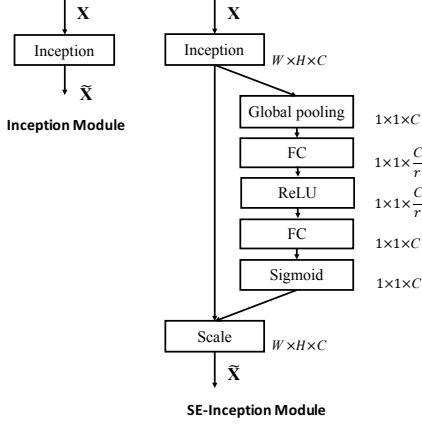 X
Inception
X̃
Inception Module
X
Inception
W×H×C
Global pooling
1×1×C
FC
1×1×C/r
ReLU
1×1×C/r
FC
1×1×C
Sigmoid
1×1×C
Scale
W×H×C
X̃
SE-Inception Module